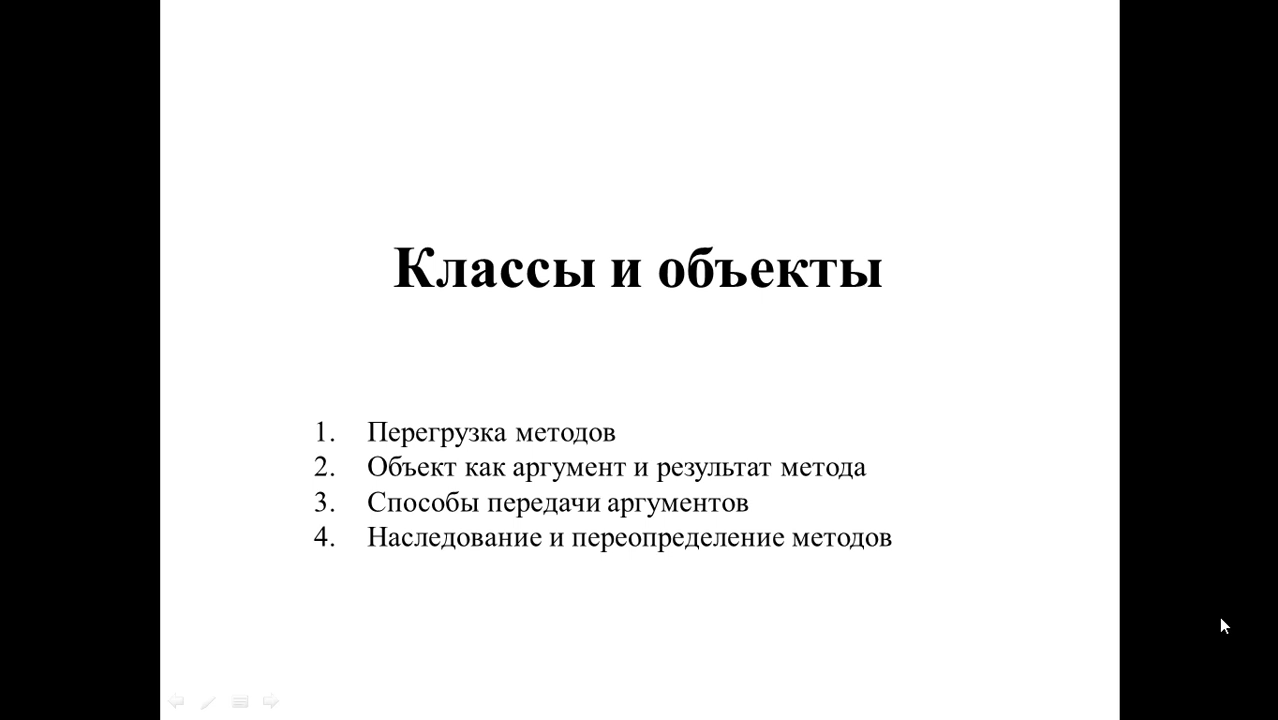 Классы и объекты
1. Перегрузка методов
2. Объект как аргумент и результат метода
3. Способы передачи аргументов
4. Наследование и переопределение методов